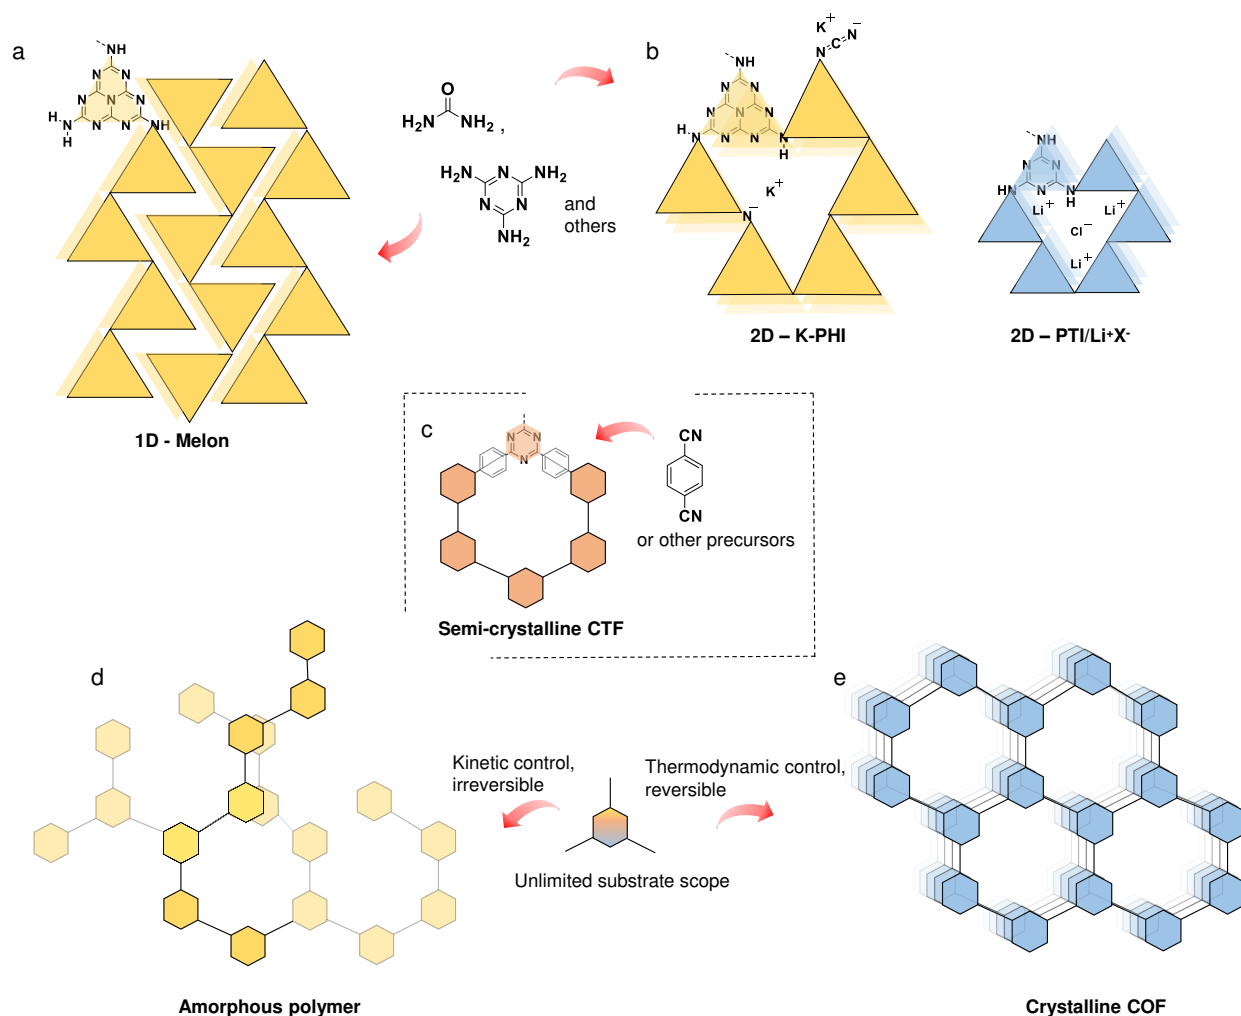 a
NH
N N
N N N
N N N
H-N NH
H
1D - Melon
O
H₂N NH₂ ,
H₂N N NH₂
N N
NH₂
and
others
b
K⁺
N=C=N⁻
NH
N N
N N N
N N N
H-N N
H
K⁺
N⁻
2D – K-PHI
NH
N N
HN N N
H
Li⁺ Li⁺
Cl⁻
Li⁺
2D – PTI/Li⁺X⁻
c
N N
N
CN
CN
or other precursors
Semi-crystalline CTF
d
Kinetic control,
irreversible
Thermodynamic control,
reversible
Unlimited substrate scope
Amorphous polymer
e
Crystalline COF